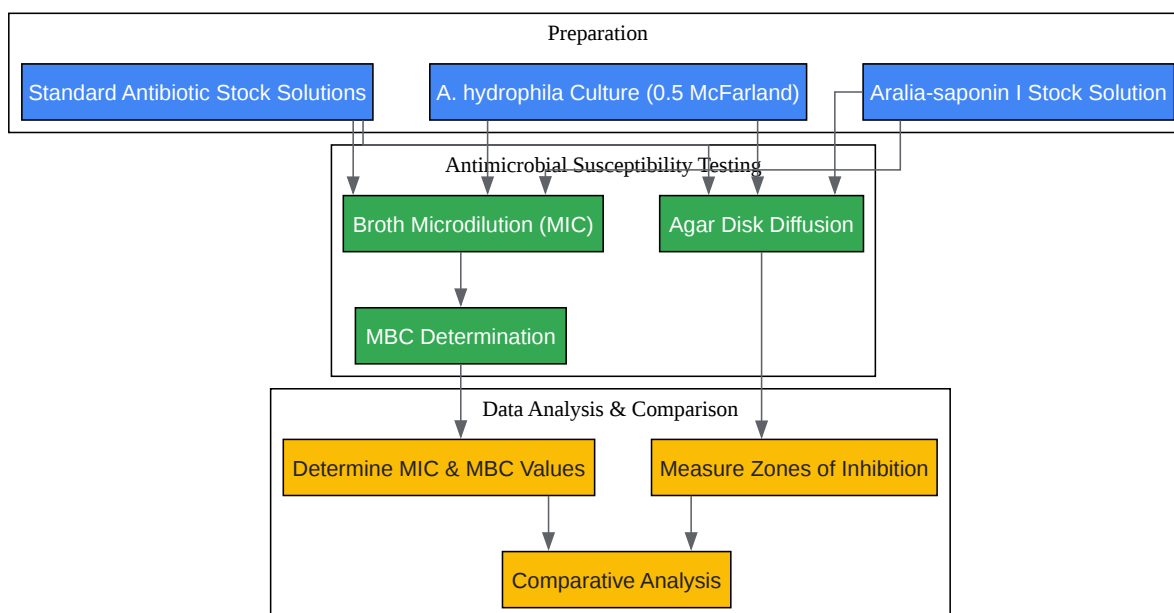 Preparation
Standard Antibiotic Stock Solutions
A. hydrophila Culture (0.5 McFarland)
Aralia-saponin I Stock Solution
Antimicrobial Susceptibility Testing
Broth Microdilution (MIC)
Agar Disk Diffusion
MBC Determination
Data Analysis & Comparison
Determine MIC & MBC Values
Measure Zones of Inhibition
Comparative Analysis